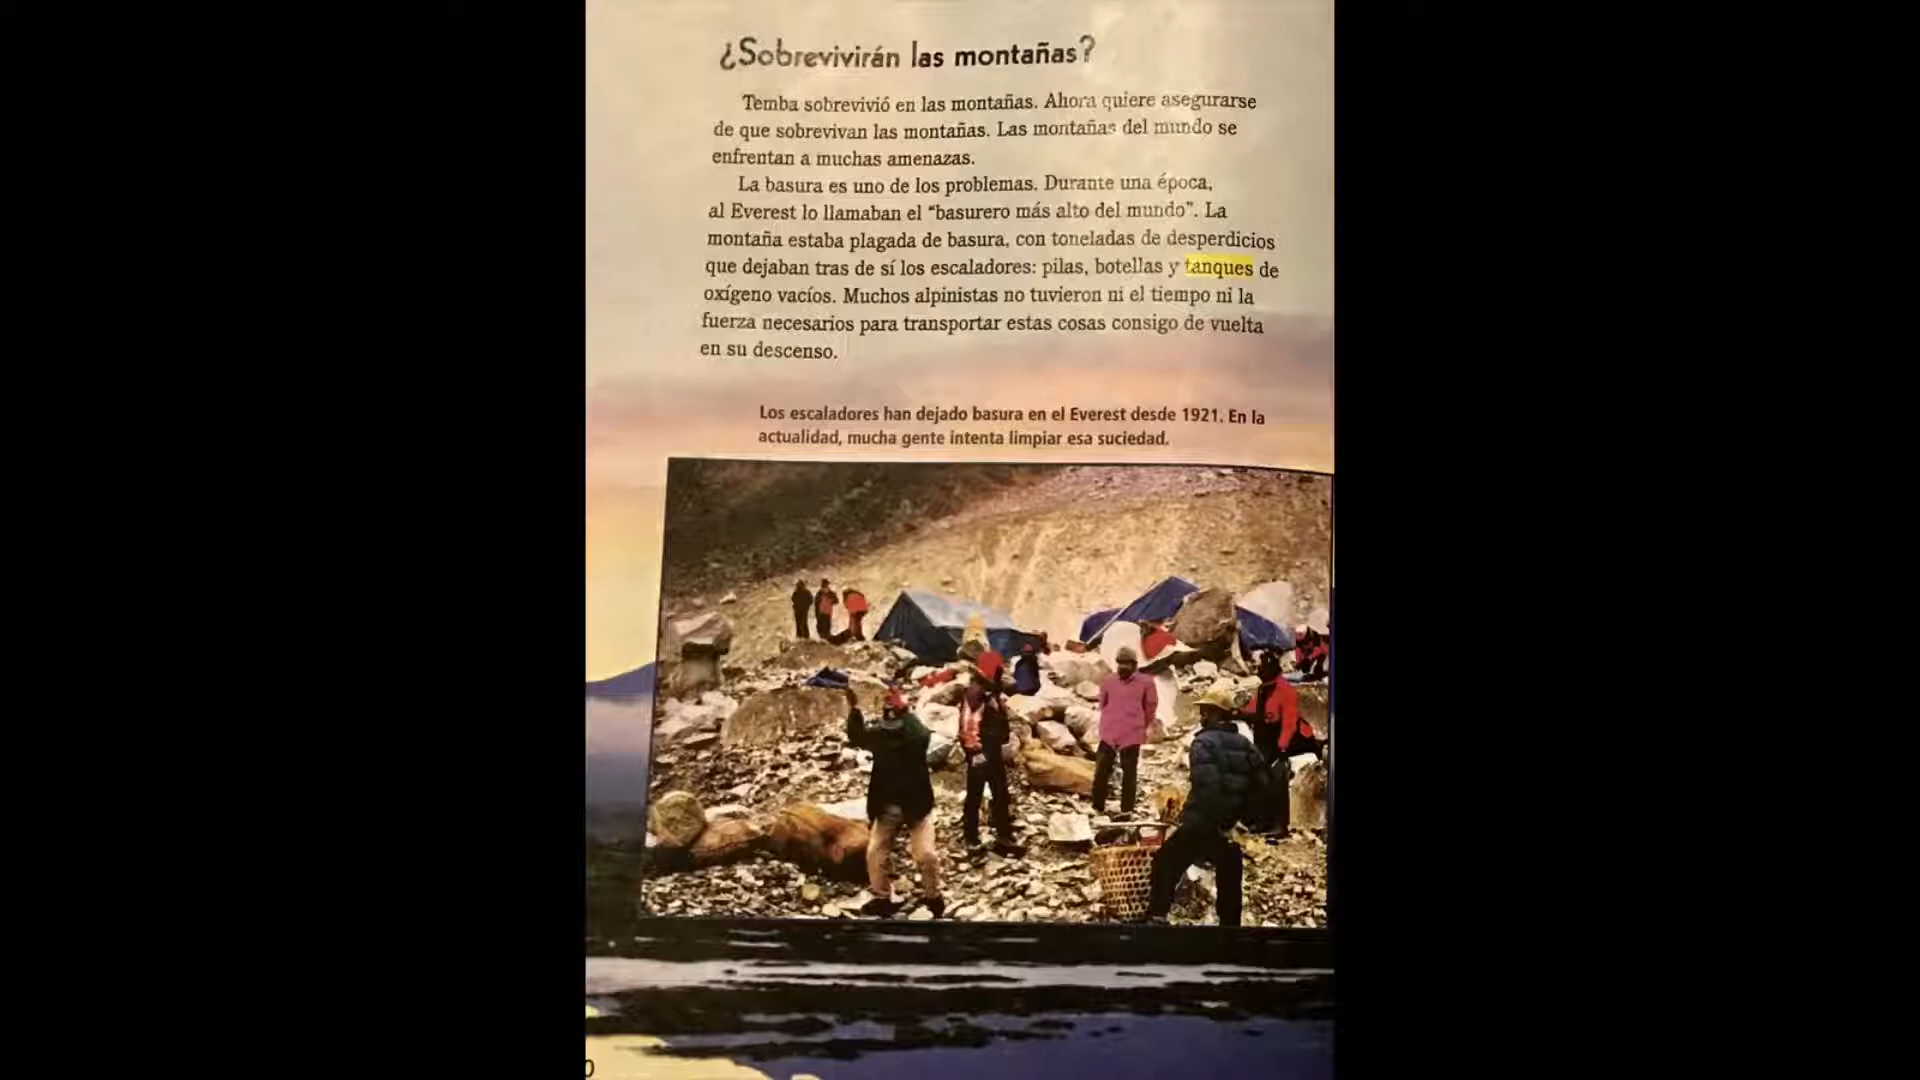 ¿Sobrevivirán las montañas?
Temba sobrevivió en las montañas. Ahora quiere asegurarse
de que sobrevivan las montañas. Las montañas del mundo se
enfrentan a muchas amenazas.
La basura es uno de los problemas. Durante una época,
al Everest lo llamaban el “basurero más alto del mundo”. La
montaña estaba plagada de basura, con toneladas de desperdicios
que dejaban tras de sí los escaladores: pilas, botellas y tanques de
oxígeno vacíos. Muchos alpinistas no tuvieron ni el tiempo ni la
fuerza necesarios para transportar estas cosas consigo de vuelta
en su descenso.
Los escaladores han dejado basura en el Everest desde 1921. En la
actualidad, mucha gente intenta limpiar esa suciedad.